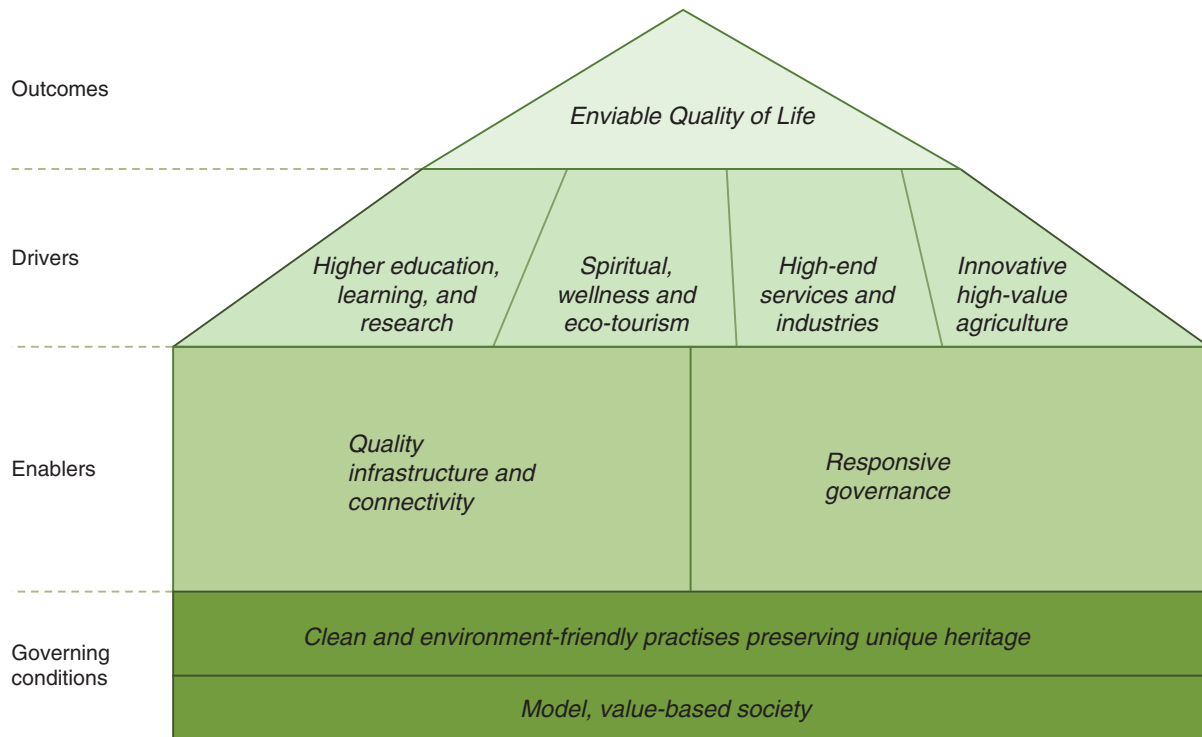 Outcomes
Enviable Quality of Life
Drivers
Higher education,
learning, and
research
Spiritual,
wellness and
eco-tourism
High-end
services and
industries
Innovative
high-value
agriculture
Enablers
Quality
infrastructure and
connectivity
Responsive
governance
Governing
conditions
Clean and environment-friendly practises preserving unique heritage
Model, value-based society